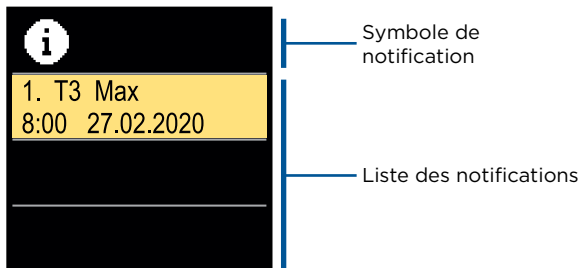 i
Symbole de
notification
1. T3 Max
8:00 27.02.2020
Liste des notifications